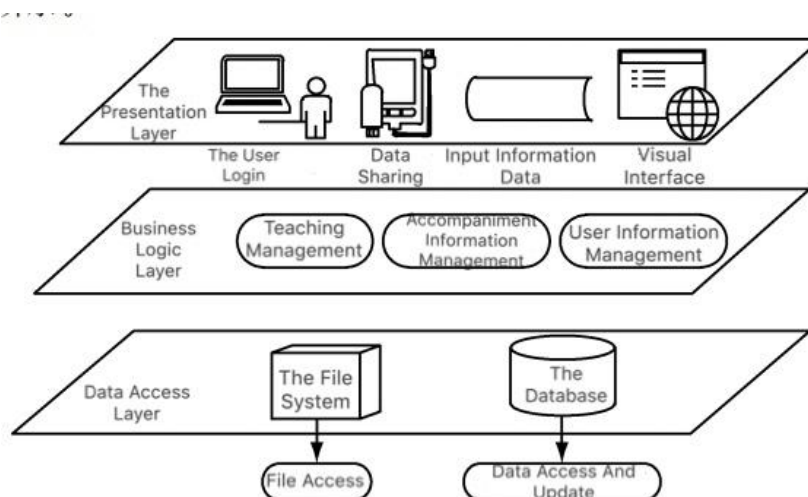 The
Presentation
Layer
The User
Login
Data
Sharing
Input Information
Data
Visual
Interface
Business
Logic
Layer
Teaching
Management
Accompaniment
Information
Management
User Information
Management
Data Access
Layer
The File
System
The
Database
File Access
Data Access And
Update